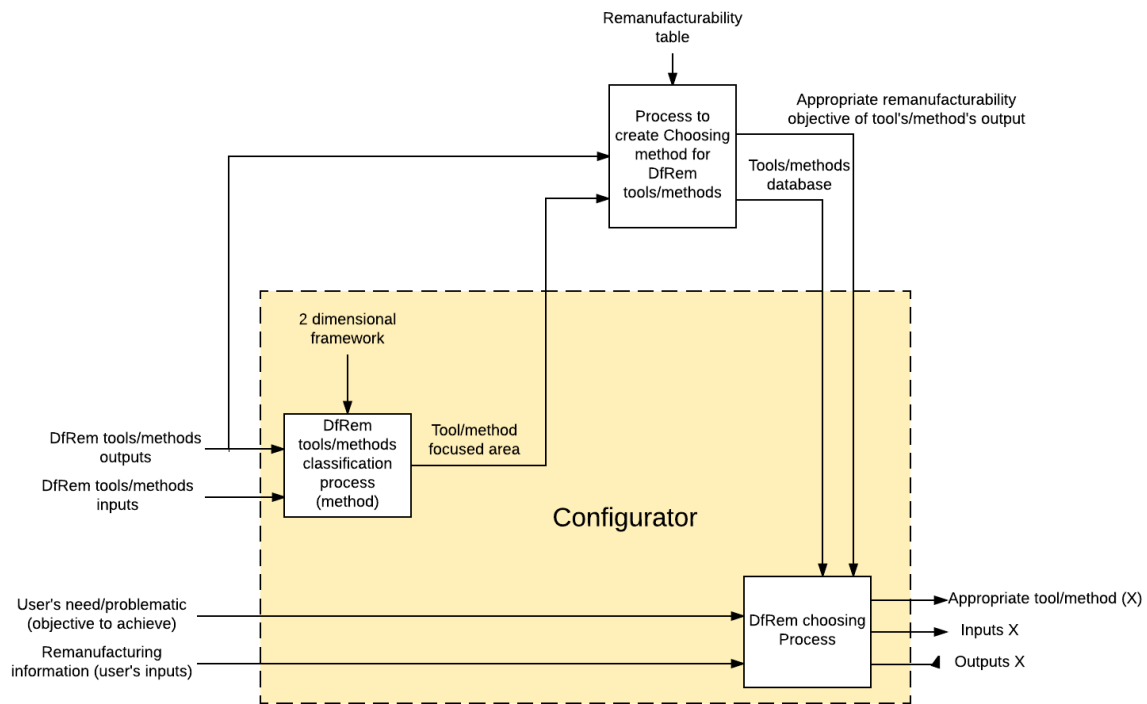 Remanufacturability
table
Process to
create Choosing
method for
DfRem
tools/methods
Appropriate remanufacturability
objective of tool's/method's output
Tools/methods
database
2 dimensional
framework
DfRem tools/methods
outputs
DfRem tools/methods
inputs
DfRem
tools/methods
classification
process
(method)
Tool/method
focused area
Configurator
User's need/problematic
(objective to achieve)
Remanufacturing
information (user's inputs)
DfRem choosing
Process
Appropriate tool/method (X)
Inputs X
Outputs X